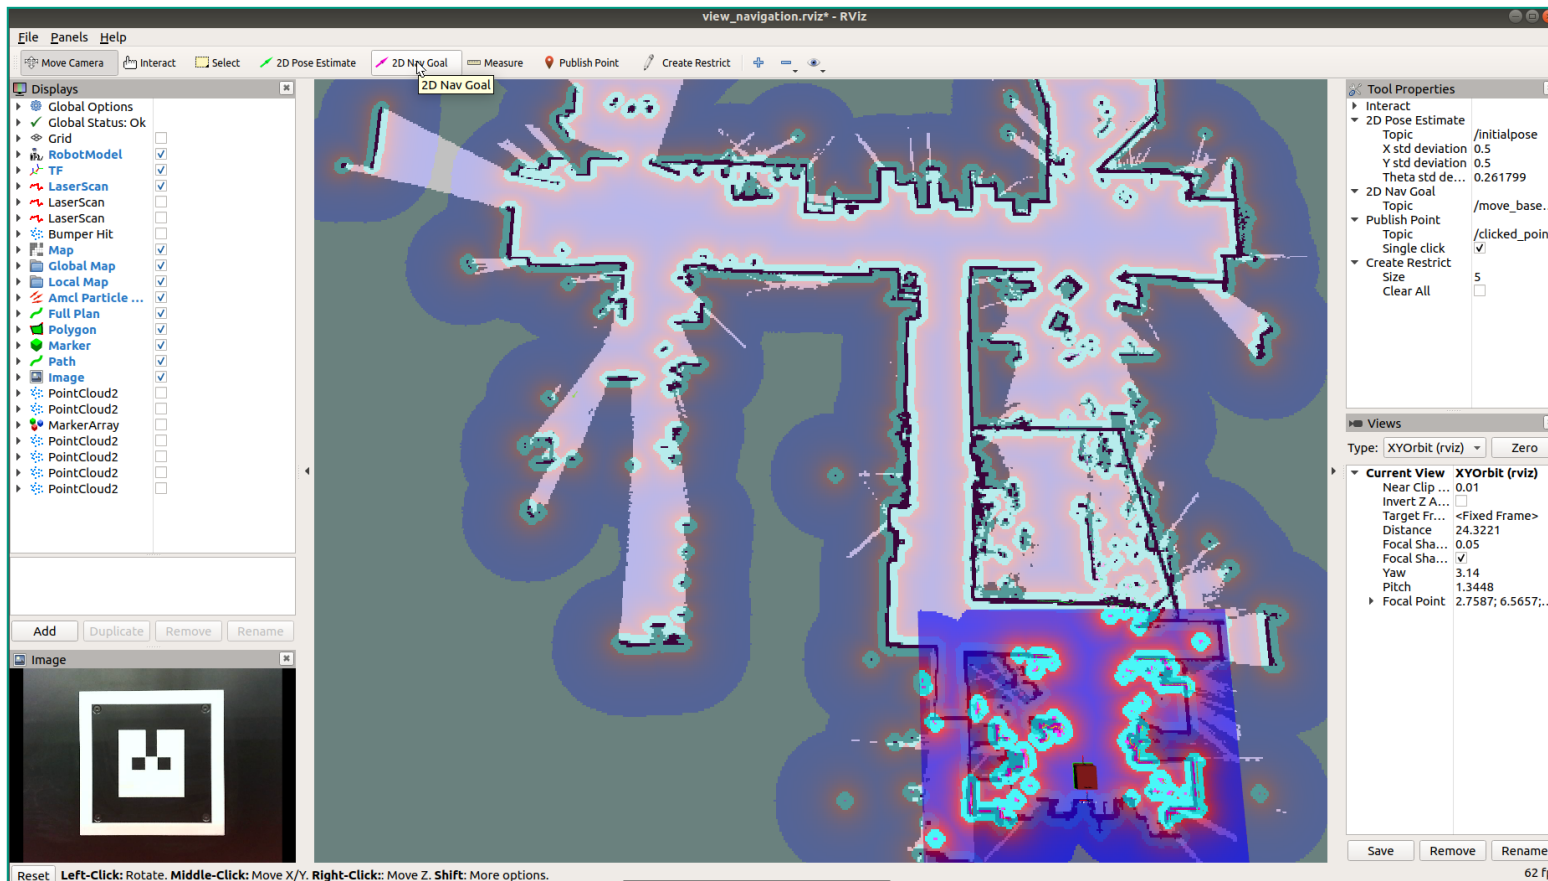 view_navigation.rviz* - RViz
File Panels Help
Move Camera Interact Select 2D Pose Estimate 2D Nav Goal Measure Publish Point Create Restrict
2D Nav Goal
Displays
Global Options
Global Status: Ok
Grid
RobotModel
TF
LaserScan
LaserScan
LaserScan
Bumper Hit
Map
Global Map
Local Map
Amcl Particle ...
Full Plan
Polygon
Marker
Path
Image
PointCloud2
PointCloud2
MarkerArray
PointCloud2
PointCloud2
PointCloud2
PointCloud2
Add Duplicate Remove Rename
Image
Reset Left-Click: Rotate. Middle-Click: Move X/Y. Right-Click:: Move Z. Shift: More options.
Tool Properties
Interact
2D Pose Estimate
Topic /initialpose
X std deviation 0.5
Y std deviation 0.5
Theta std de... 0.261799
2D Nav Goal
Topic /move_base..
Publish Point
Topic /clicked_poin
Single click
Create Restrict
Size 5
Clear All
Views
Type: XYOrbit (rviz) Zero
Current View XYOrbit (rviz)
Near Clip ... 0.01
Invert Z A...
Target Fr... <Fixed Frame>
Distance 24.3221
Focal Sha... 0.05
Focal Sha...
Yaw 3.14
Pitch 1.3448
Focal Point 2.7587; 6.5657;..
Save Remove Rename
62 fp